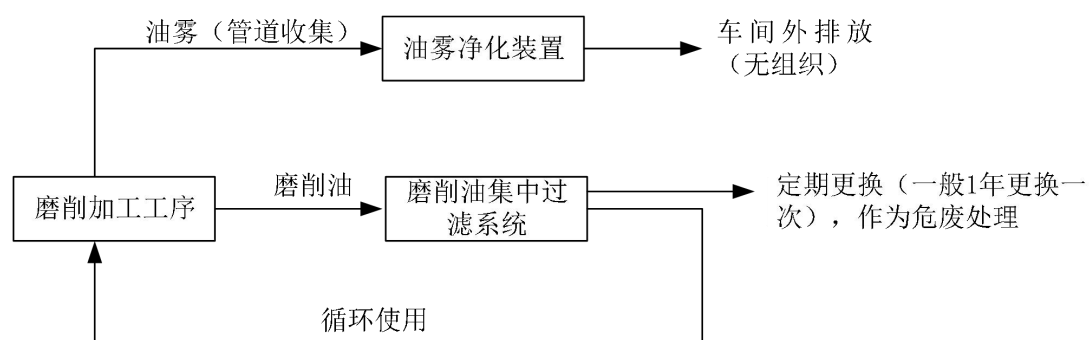 油雾（管道收集）
油雾净化装置
车间外排放
（无组织）
磨削加工工序
磨削油
磨削油集中过
滤系统
定期更换（一般1年更换一
次），作为危废处理
循环使用